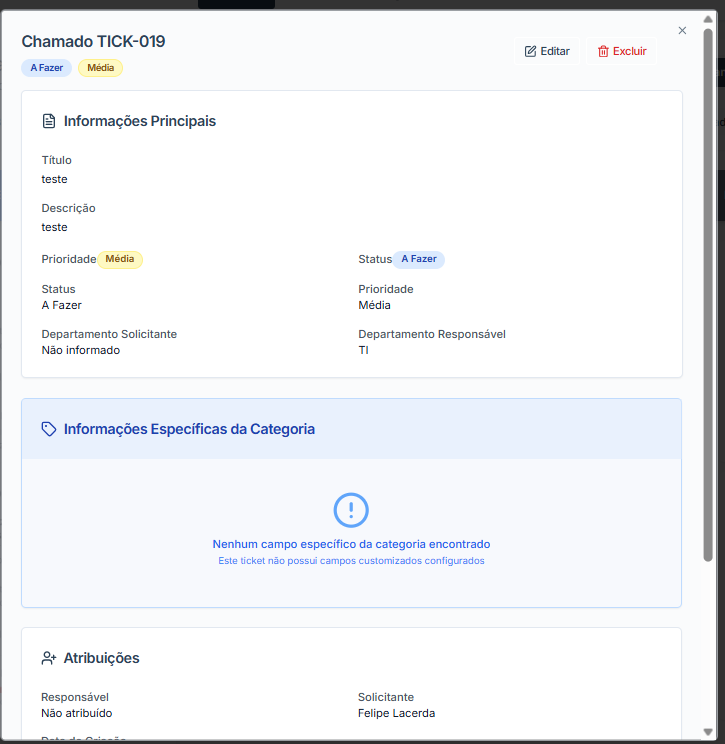 Chamado TICK-019
Editar
Excluir
A Fazer
Média
Informações Principais
Título
teste
Descrição
teste
Prioridade Média
Status A Fazer
Status
A Fazer
Prioridade
Média
Departamento Solicitante
Não informado
Departamento Responsável
TI
Informações Específicas da Categoria
Nenhum campo específico da categoria encontrado
Este ticket não possui campos customizados configurados
Atribuições
Responsável
Não atribuído
Solicitante
Felipe Lacerda